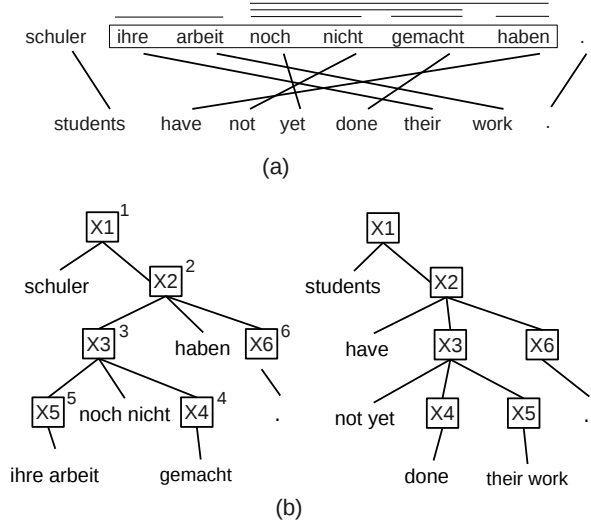 schuler ihre arbeit noch nicht gemacht haben .
students have not yet done their work .
(a)
X1 1 X1
schuler X2 2 students X2
X3 3 haben X6 6 have X3 X6
X5 5 noch nicht X4 4 . not yet X4 X5 .
ihre arbeit gemacht done their work
(b)